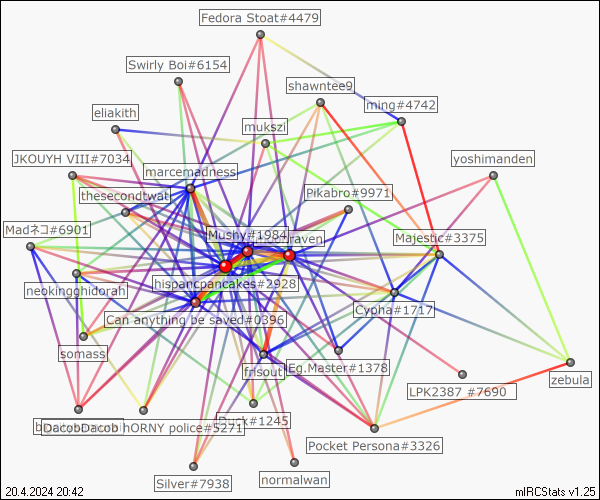 Fedora Stoat#4479
Swirly Boi#6154
shawntee9
ming#4742
eliakith
mukszi
JKOUYH VIII#7034
yoshimanden
marcemadness
thesecondtwat
Pikabro#9971
Madネコ#6901
Mushy#1984
raven
Majestic#3375
neokingghidorah
hispancpancakes#2928
Can anything be saved#0396
Cypha#1717
somass
frisout
Eg.Master#1378
zebula
LPK2387 #7690
DacobDacob
hORNY police#5271
Duck#1245
Pocket Persona#3326
Silver#7938
normalwan
20.4.2024 20:42
mIRCStats v1.25